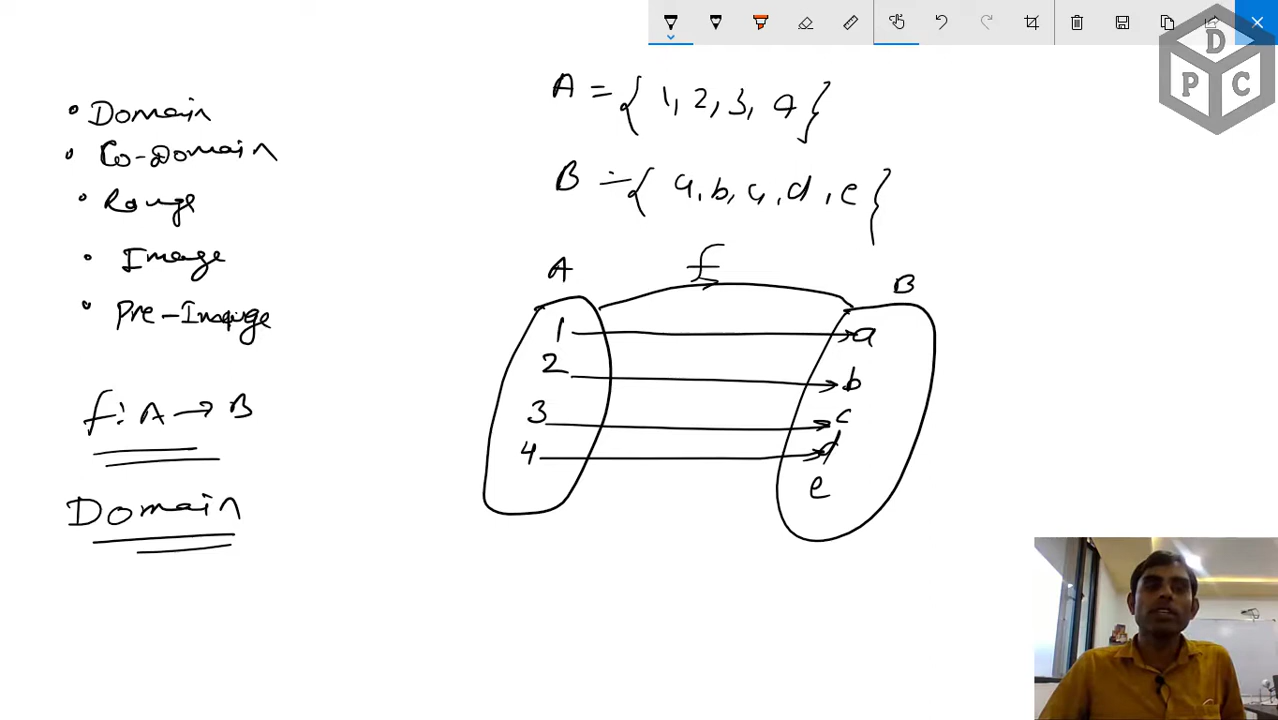 • Domain
• Co-Domain
• Range
• Image
• Pre-Image
f: A → B
Domain
A = { 1, 2, 3, 4 }
B = { a, b, c, d, e }
f
A
B
1 a
2 b
3 c
4 d
e
D
P C